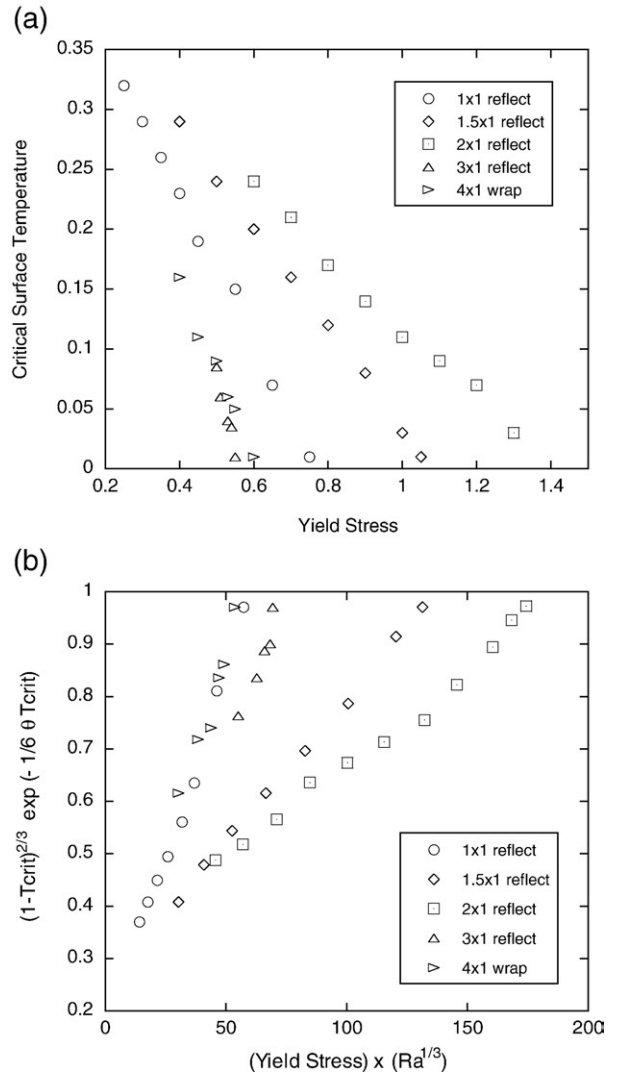 (a)
0.35
0.3
0.25
0.2
0.15
0.1
0.05
0
Critical Surface Temperature
1x1 reflect
1.5x1 reflect
2x1 reflect
3x1 reflect
4x1 wrap
0.2 0.4 0.6 0.8 1 1.2 1.4
Yield Stress
(b)
1
0.9
0.8
0.7
0.6
0.5
0.4
0.3
0.2
(1-Tcrit)^2/3 exp (- 1/6 θ Tcrit)
1x1 reflect
1.5x1 reflect
2x1 reflect
3x1 reflect
4x1 wrap
0 50 100 150 200
(Yield Stress) x (Ra^1/3)